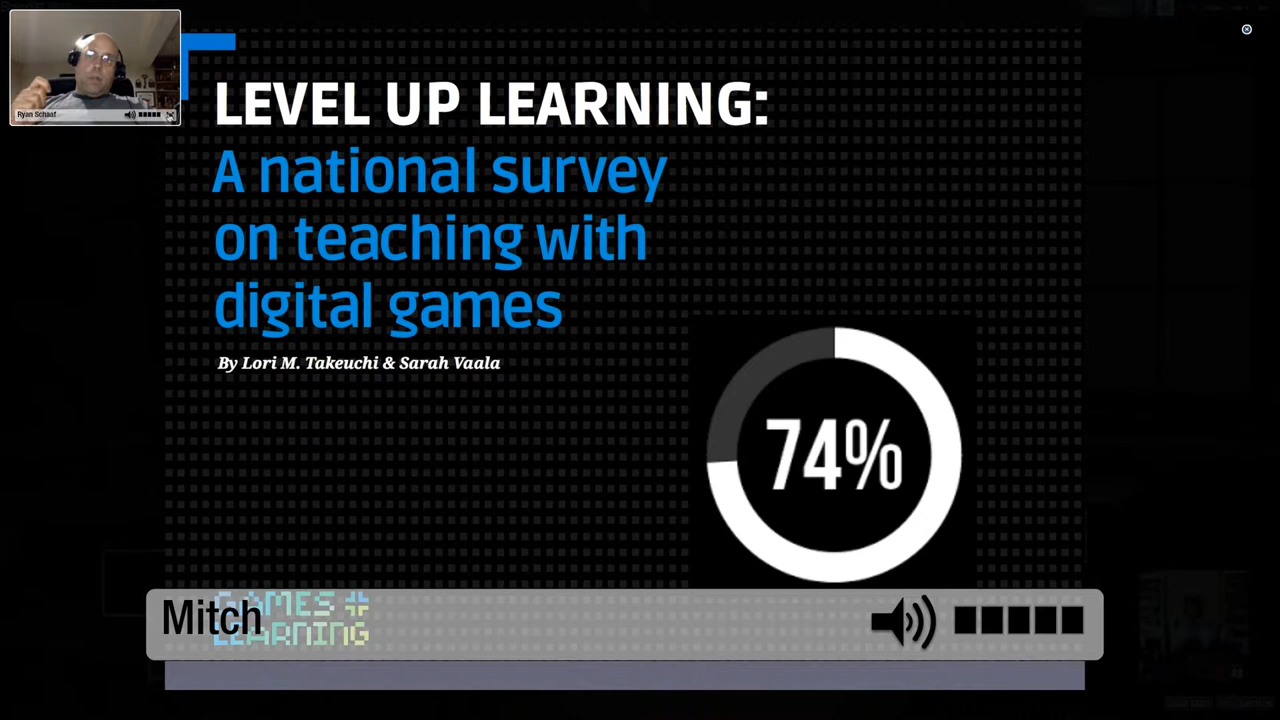 Ryan Schaaf
LEVEL UP LEARNING:
A national survey
on teaching with
digital games
By Lori M. Takeuchi & Sarah Vaala
74%
Mitch
GAMES +
LEARNING